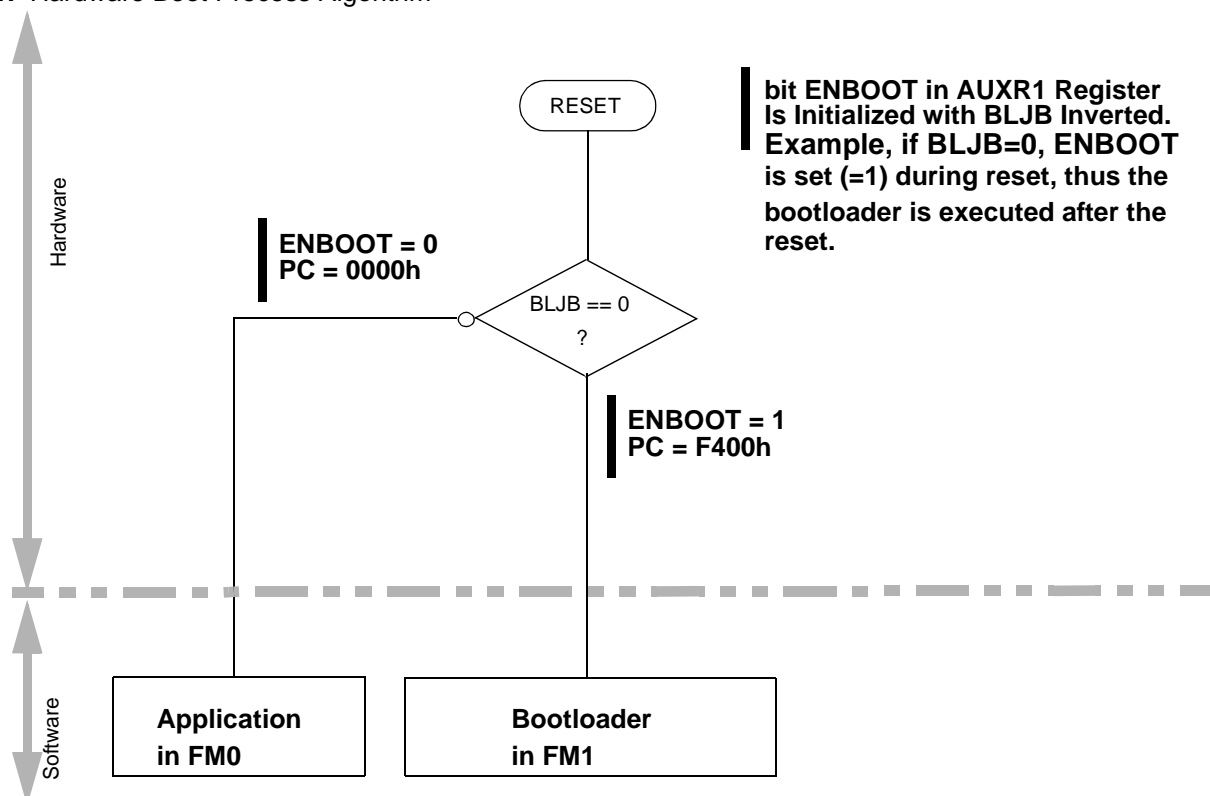 Hardware Boot Process Algorithm
RESET
bit ENBOOT in AUXR1 Register
Is Initialized with BLJB Inverted.
Example, if BLJB=0, ENBOOT
is set (=1) during reset, thus the
bootloader is executed after the
reset.
Hardware
ENBOOT = 0
PC = 0000h
BLJB == 0
?
ENBOOT = 1
PC = F400h
Software
Application
in FM0
Bootloader
in FM1